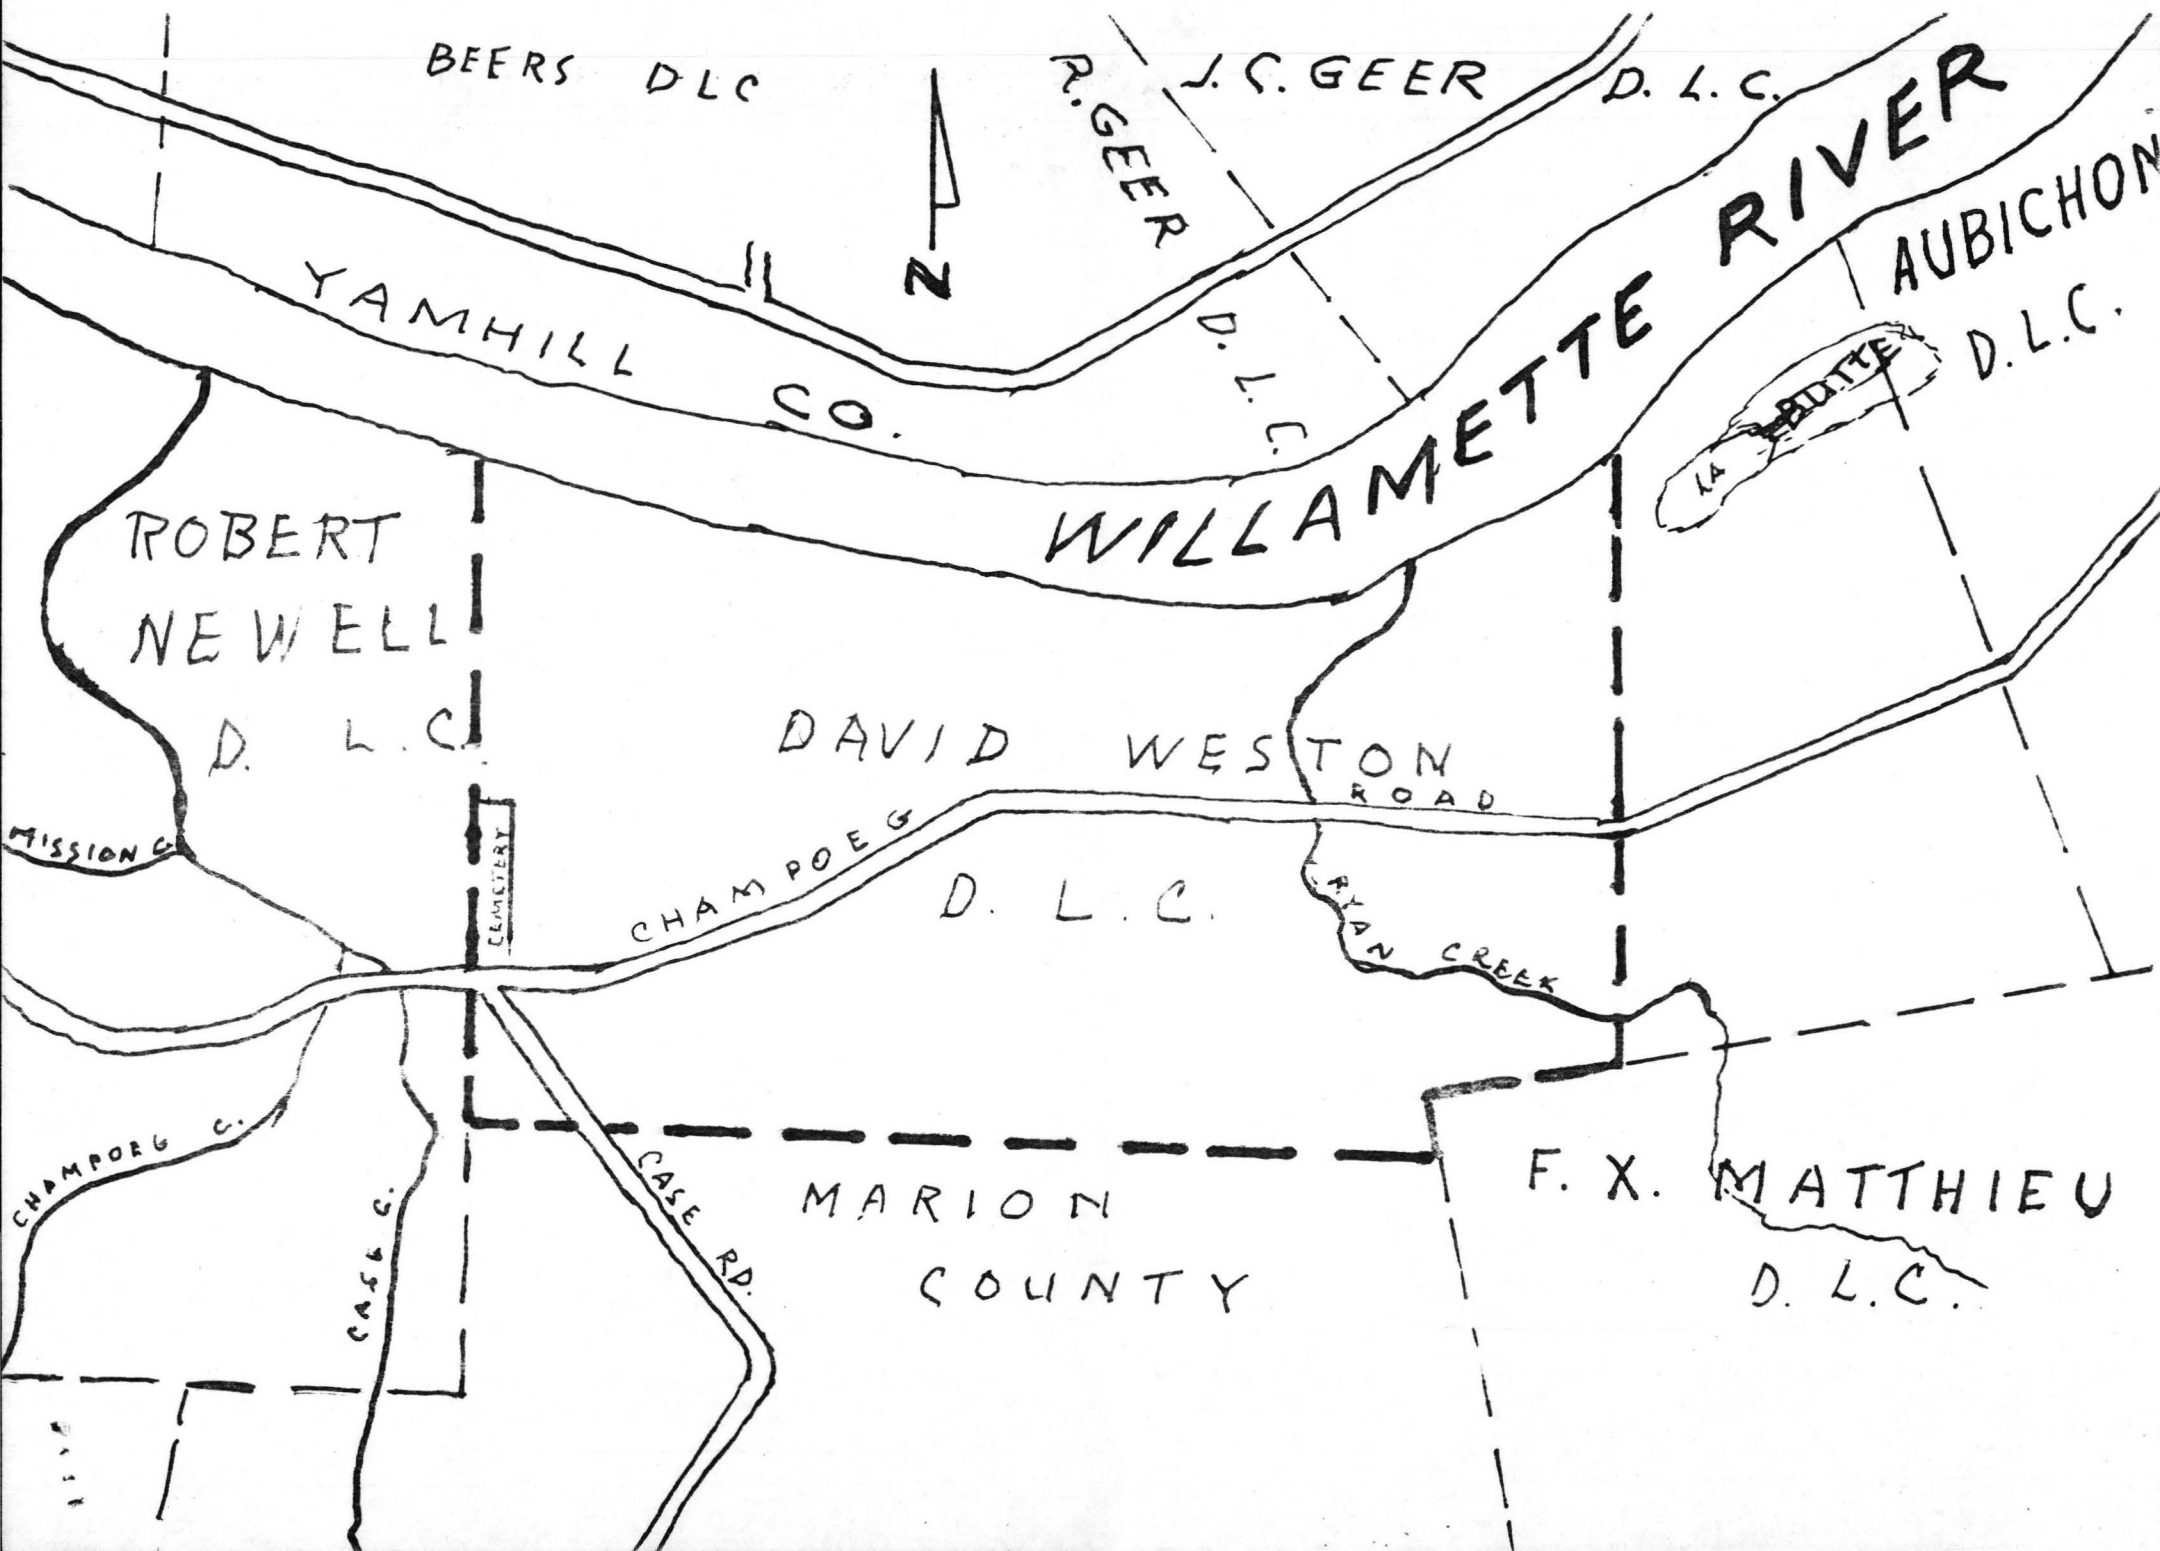 BEERS DLC
R. GEER D. L. C.
J. C. GEER D. L. C.
WILLAMETTE RIVER
AUBICHON
D. L. C.
N
YAMHILL CO.
LA BUTTE
ROBERT
NEWELL
D. L. C.
DAVID WESTON
D. L. C.
CHAMPOEG ROAD
MISSION C.
CEMETERY
RYAN CREEK
CHAMPOEG C.
CASE C.
CASE RD.
MARION
COUNTY
F. X. MATTHIEU
D. L. C.